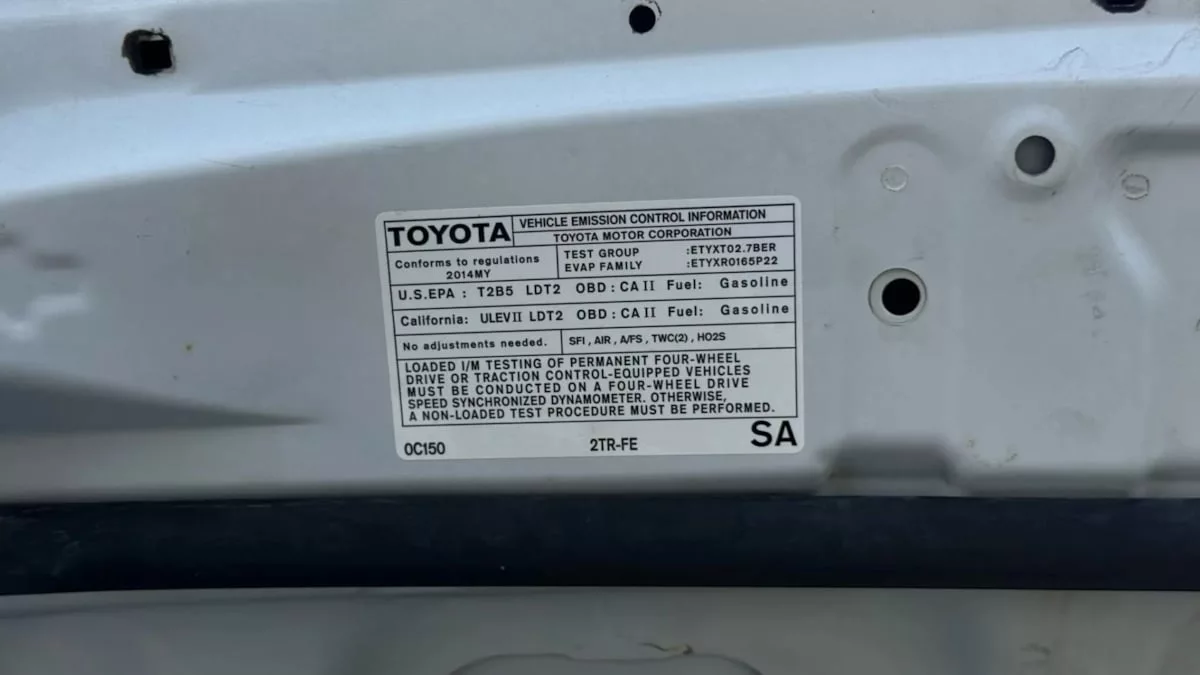 TOYOTA
VEHICLE EMISSION CONTROL INFORMATION
TOYOTA MOTOR CORPORATION
Conforms to regulations
2014MY
TEST GROUP :ETYXT02.7BER
EVAP FAMILY :ETYXR0165P22
U.S.EPA : T2B5 LDT2 OBD : CA II Fuel: Gasoline
California: ULEV II LDT2 OBD : CA II Fuel: Gasoline
No adjustments needed.
SFI , AIR , A/FS , TWC(2) , HO2S
LOADED I/M TESTING OF PERMANENT FOUR-WHEEL
DRIVE OR TRACTION CONTROL-EQUIPPED VEHICLES
MUST BE CONDUCTED ON A FOUR-WHEEL DRIVE
SPEED SYNCHRONIZED DYNAMOMETER. OTHERWISE,
A NON-LOADED TEST PROCEDURE MUST BE PERFORMED.
0C150 2TR-FE SA